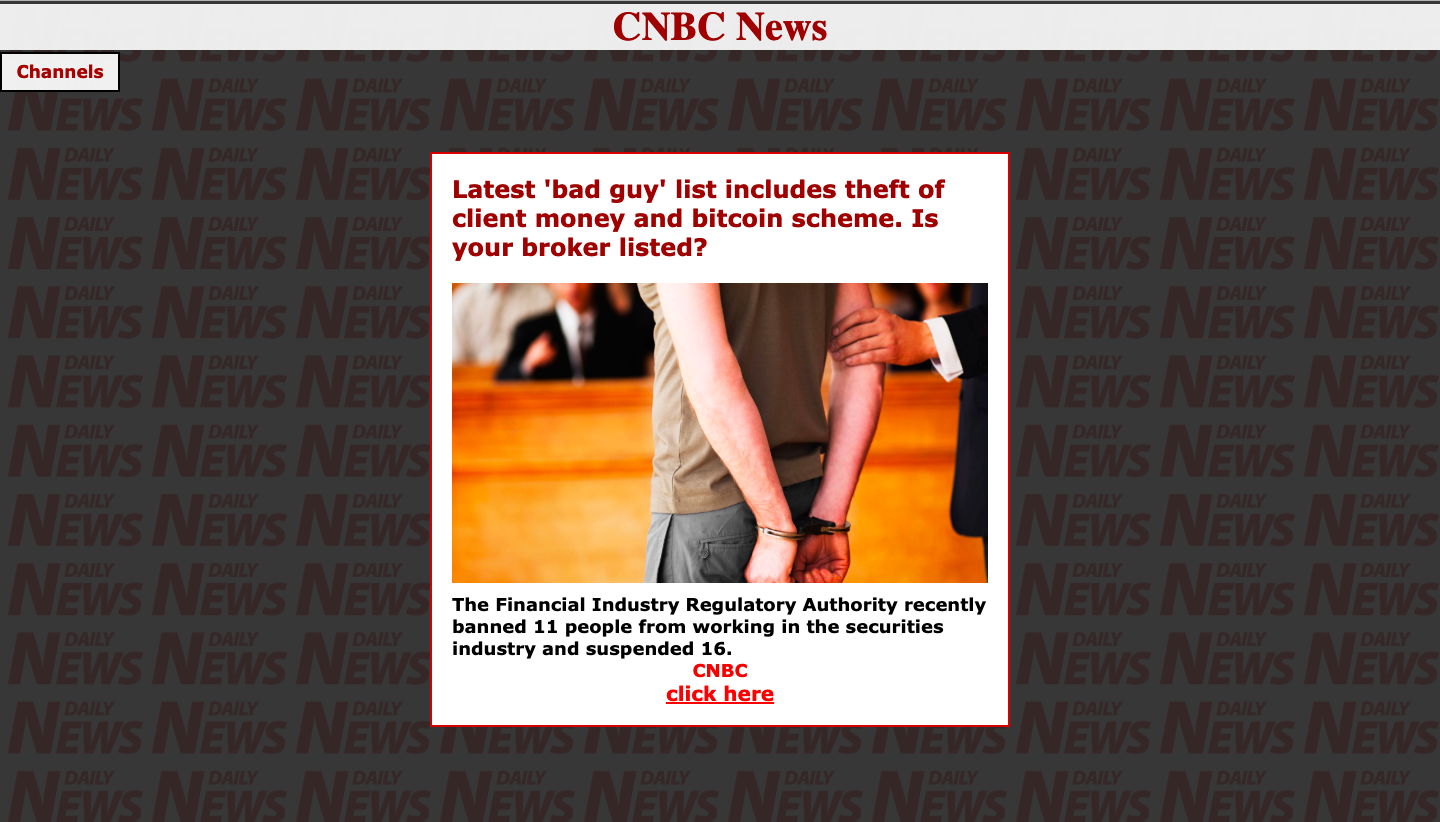 CNBC News
Channels
Latest 'bad guy' list includes theft of
client money and bitcoin scheme. Is
your broker listed?
The Financial Industry Regulatory Authority recently
banned 11 people from working in the securities
industry and suspended 16.
CNBC
click here
DAILY
NEWS